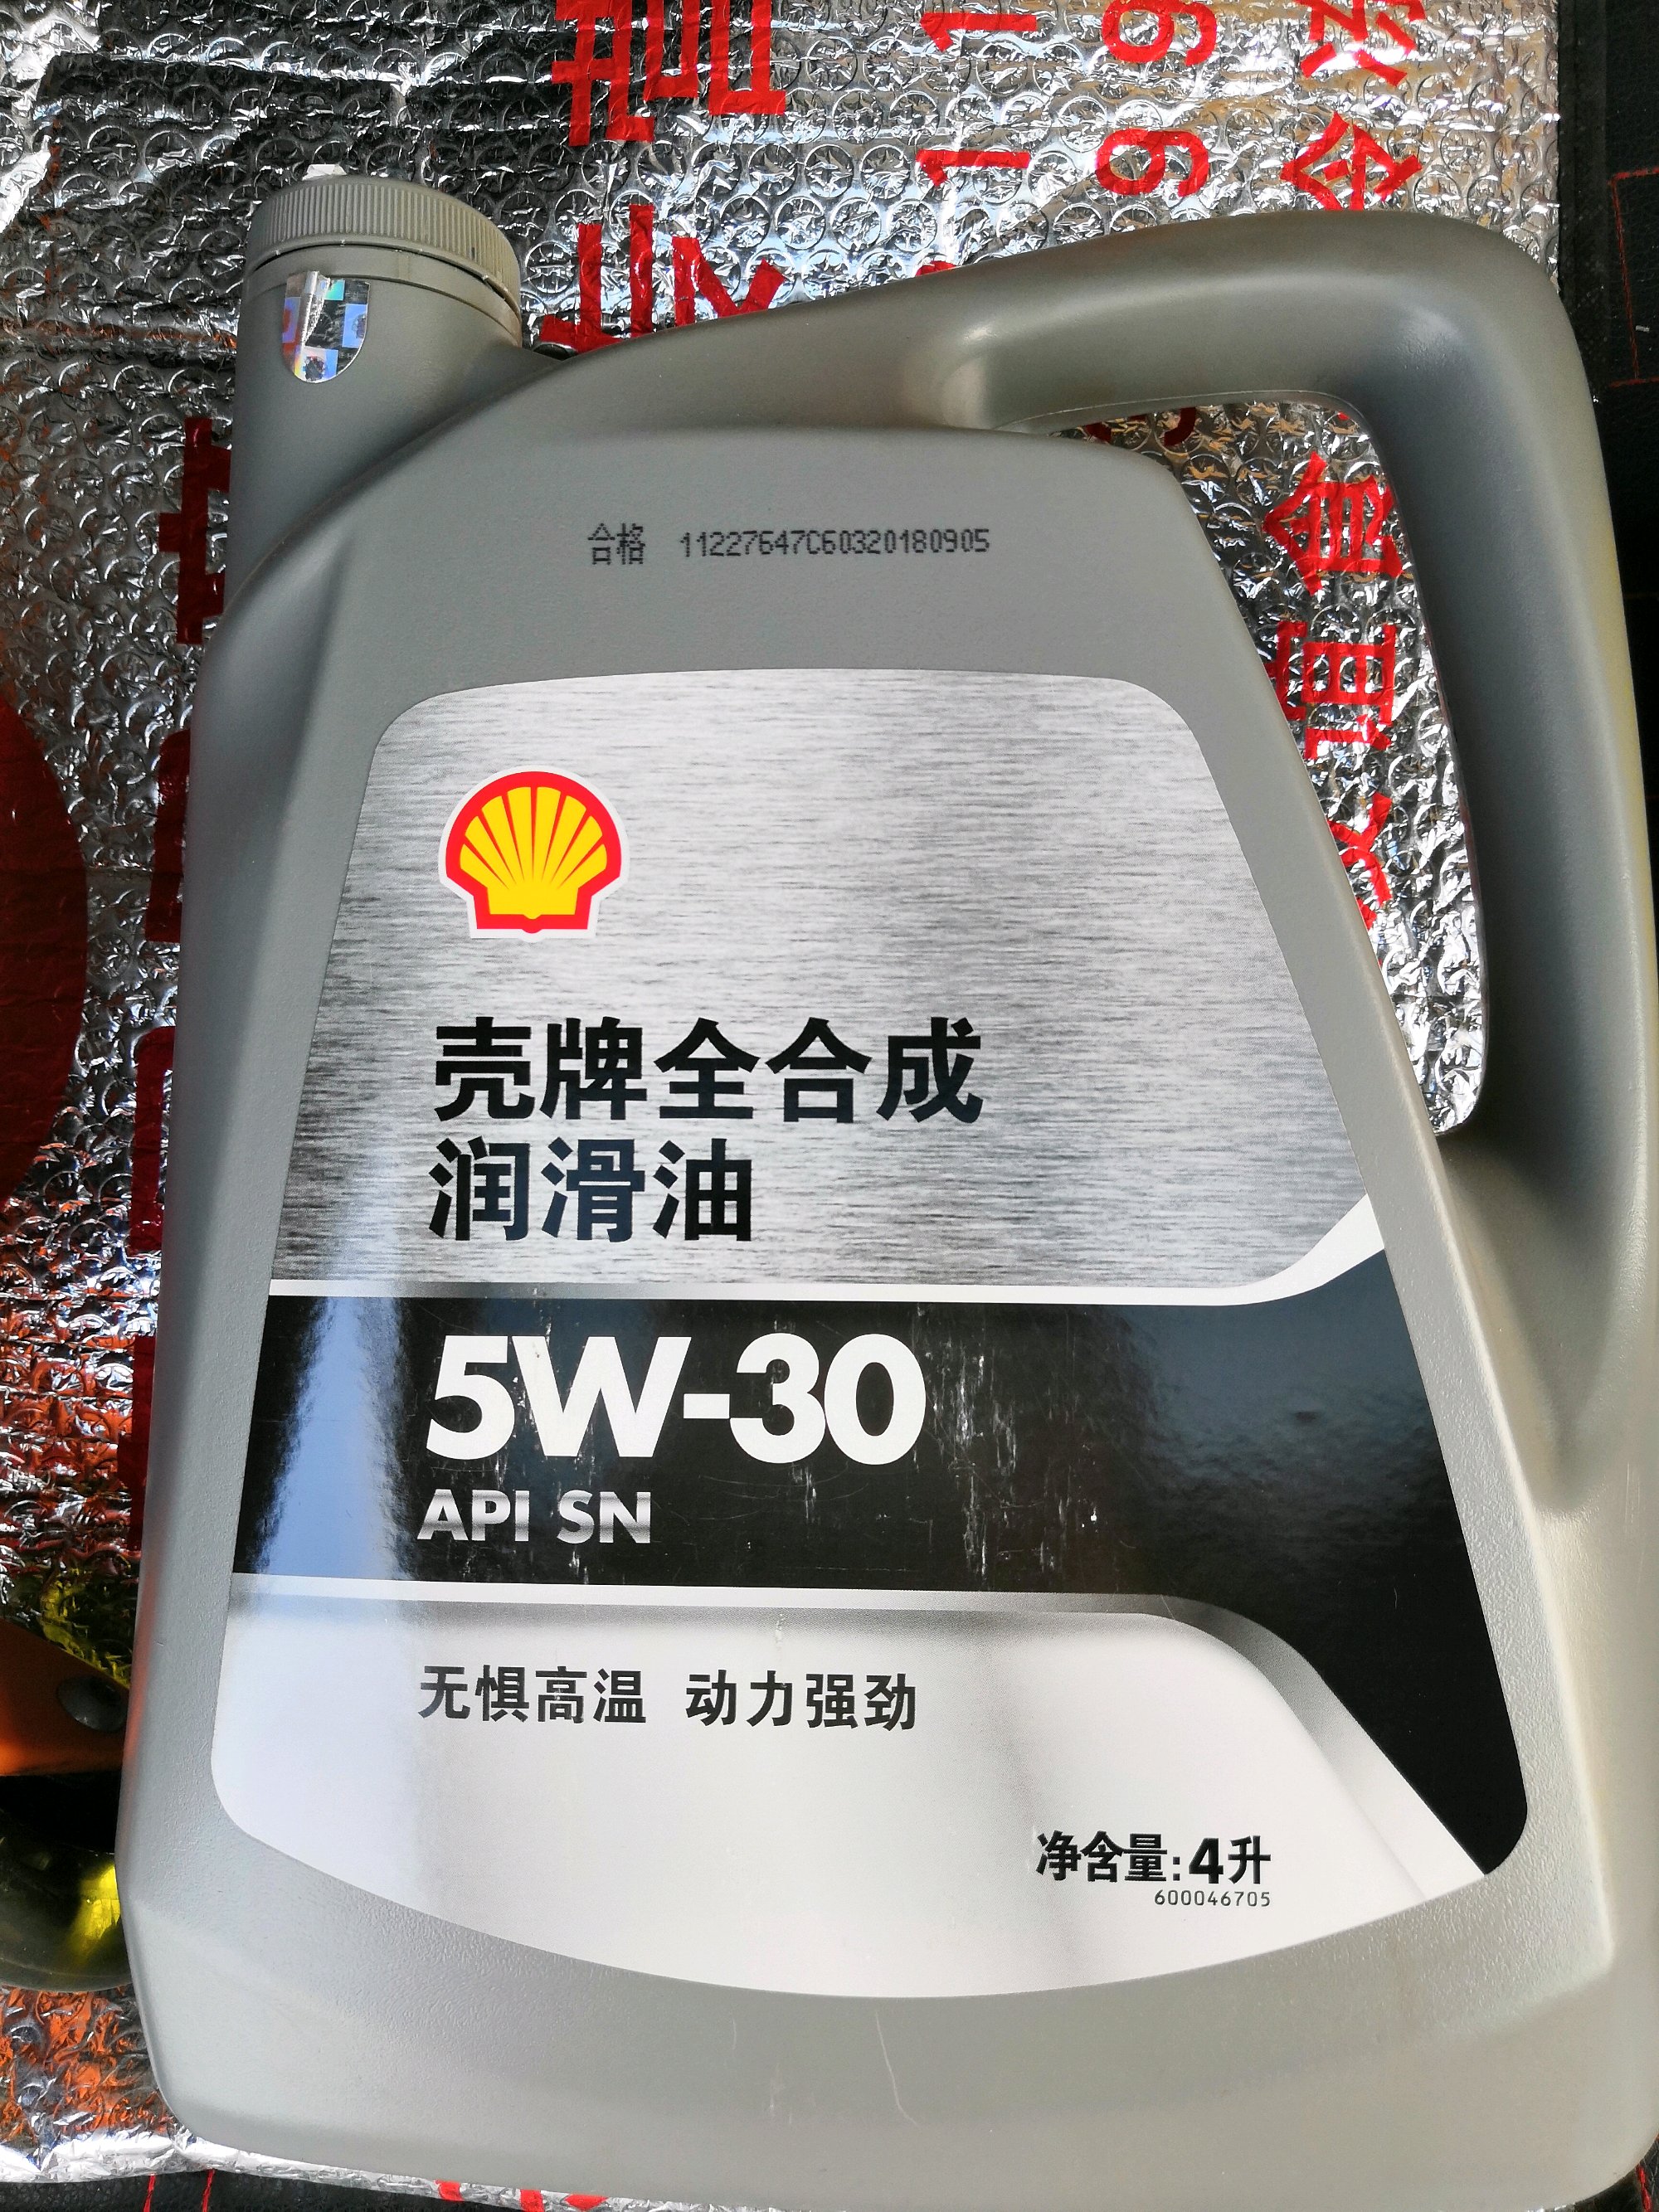 合格 11227647C60320180905
壳牌全合成
润滑油
5W-30
API SN
无惧高温 动力强劲
净含量:4升
600046705